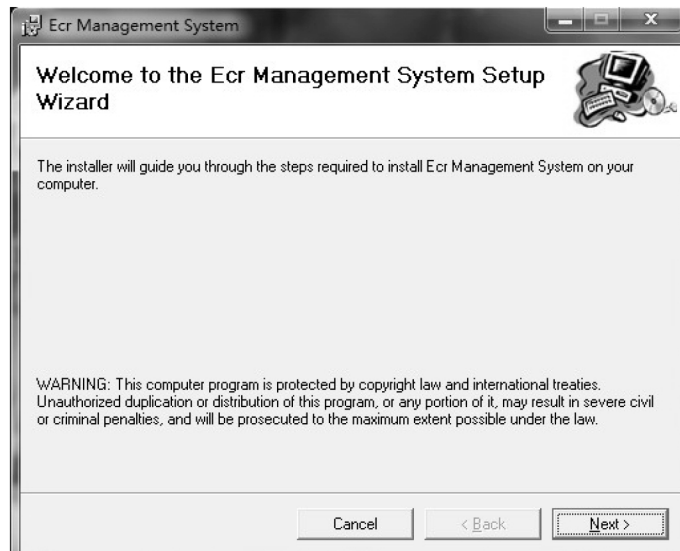 Ecr Management System
Welcome to the Ecr Management System Setup
Wizard
The installer will guide you through the steps required to install Ecr Management System on your
computer.
WARNING: This computer program is protected by copyright law and international treaties.
Unauthorized duplication or distribution of this program, or any portion of it, may result in severe civil
or criminal penalties, and will be prosecuted to the maximum extent possible under the law.
Cancel < Back Next >